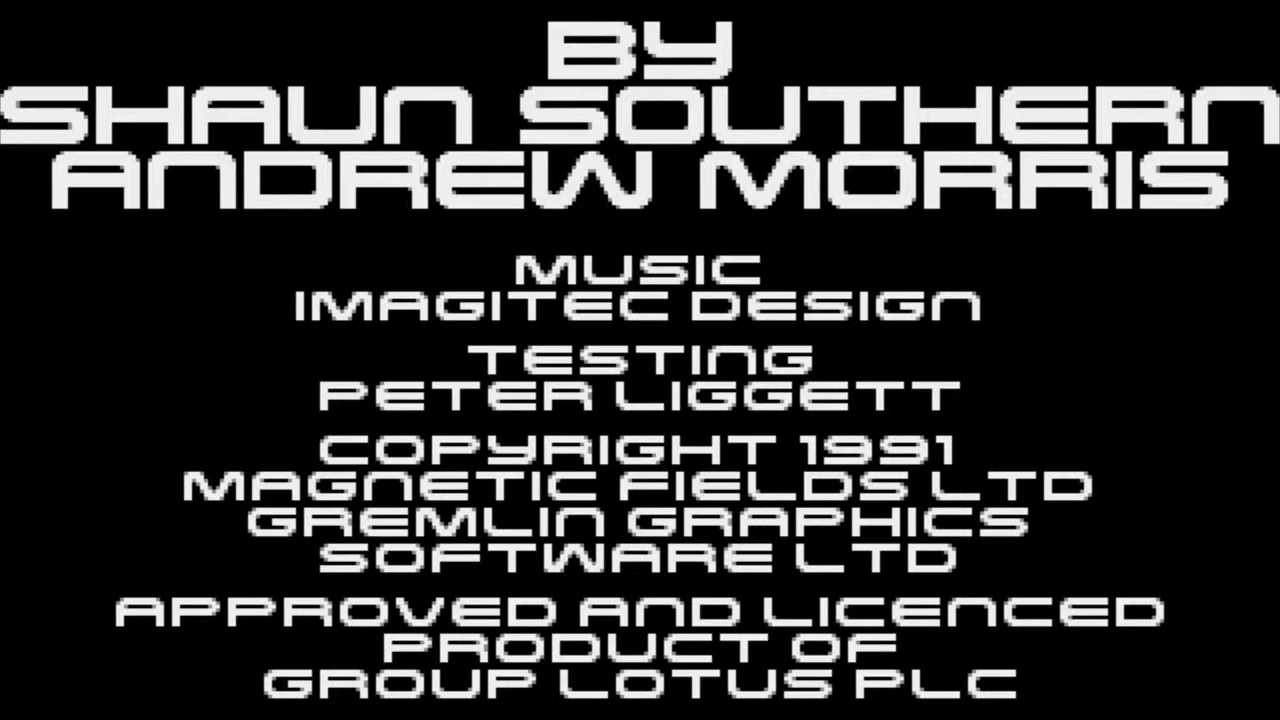 BY
SHAUN SOUTHERN
ANDREW MORRIS
MUSIC
IMAGITEC DESIGN
TESTING
PETER LIGGETT
COPYRIGHT 1991
MAGNETIC FIELDS LTD
GREMLIN GRAPHICS
SOFTWARE LTD
APPROVED AND LICENCED
PRODUCT OF
GROUP LOTUS PLC